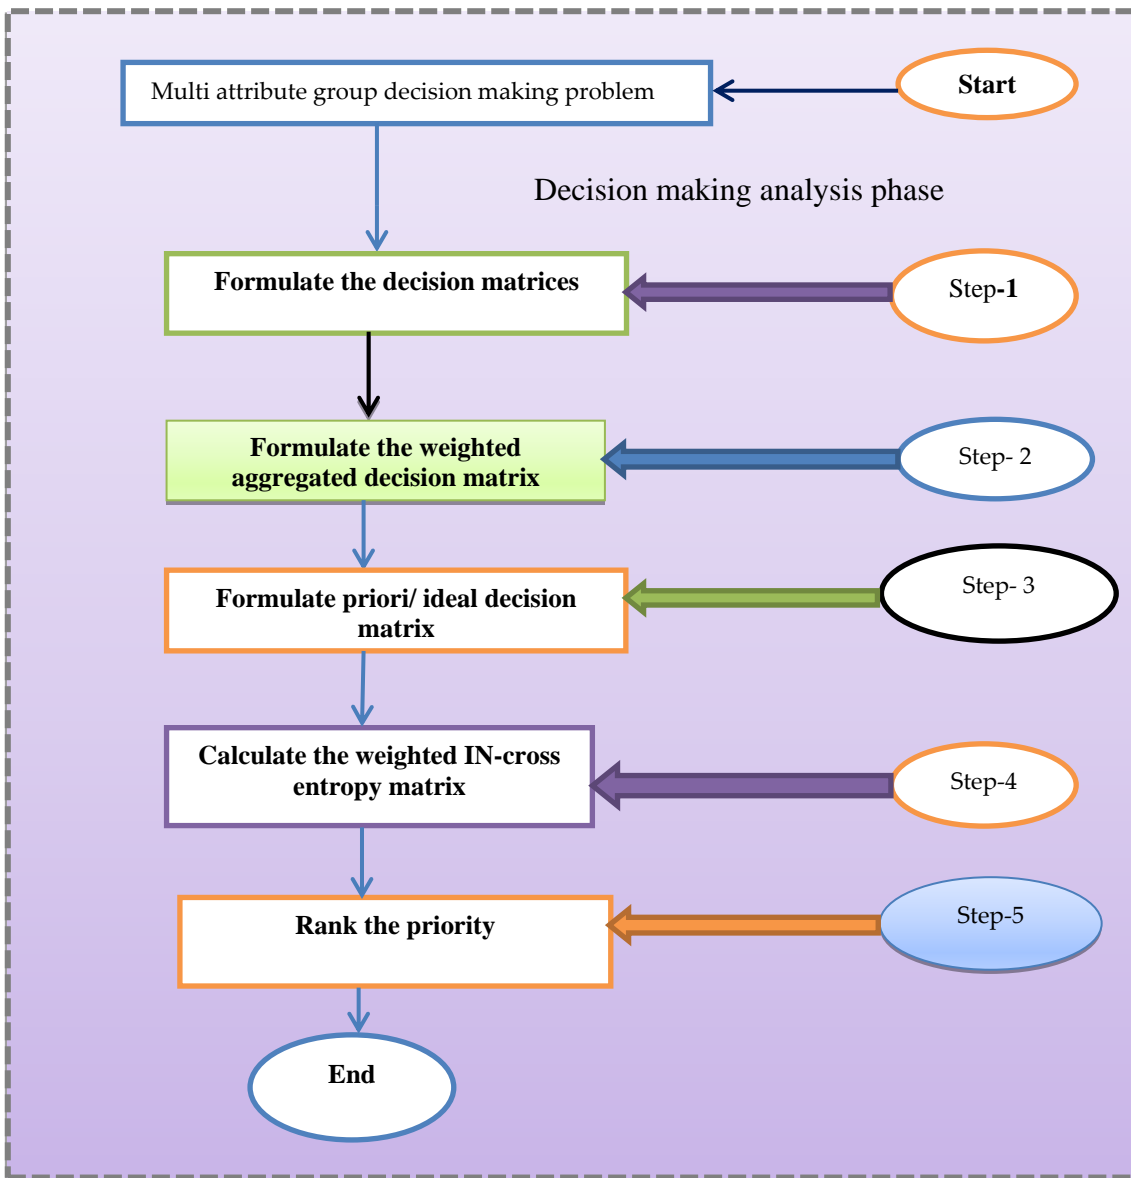 Multi attribute group decision making problem
Start
Decision making analysis phase
Formulate the decision matrices
Step-1
Formulate the weighted
aggregated decision matrix
Step- 2
Formulate priori/ ideal decision
matrix
Step- 3
Calculate the weighted IN-cross
entropy matrix
Step-4
Rank the priority
Step-5
End